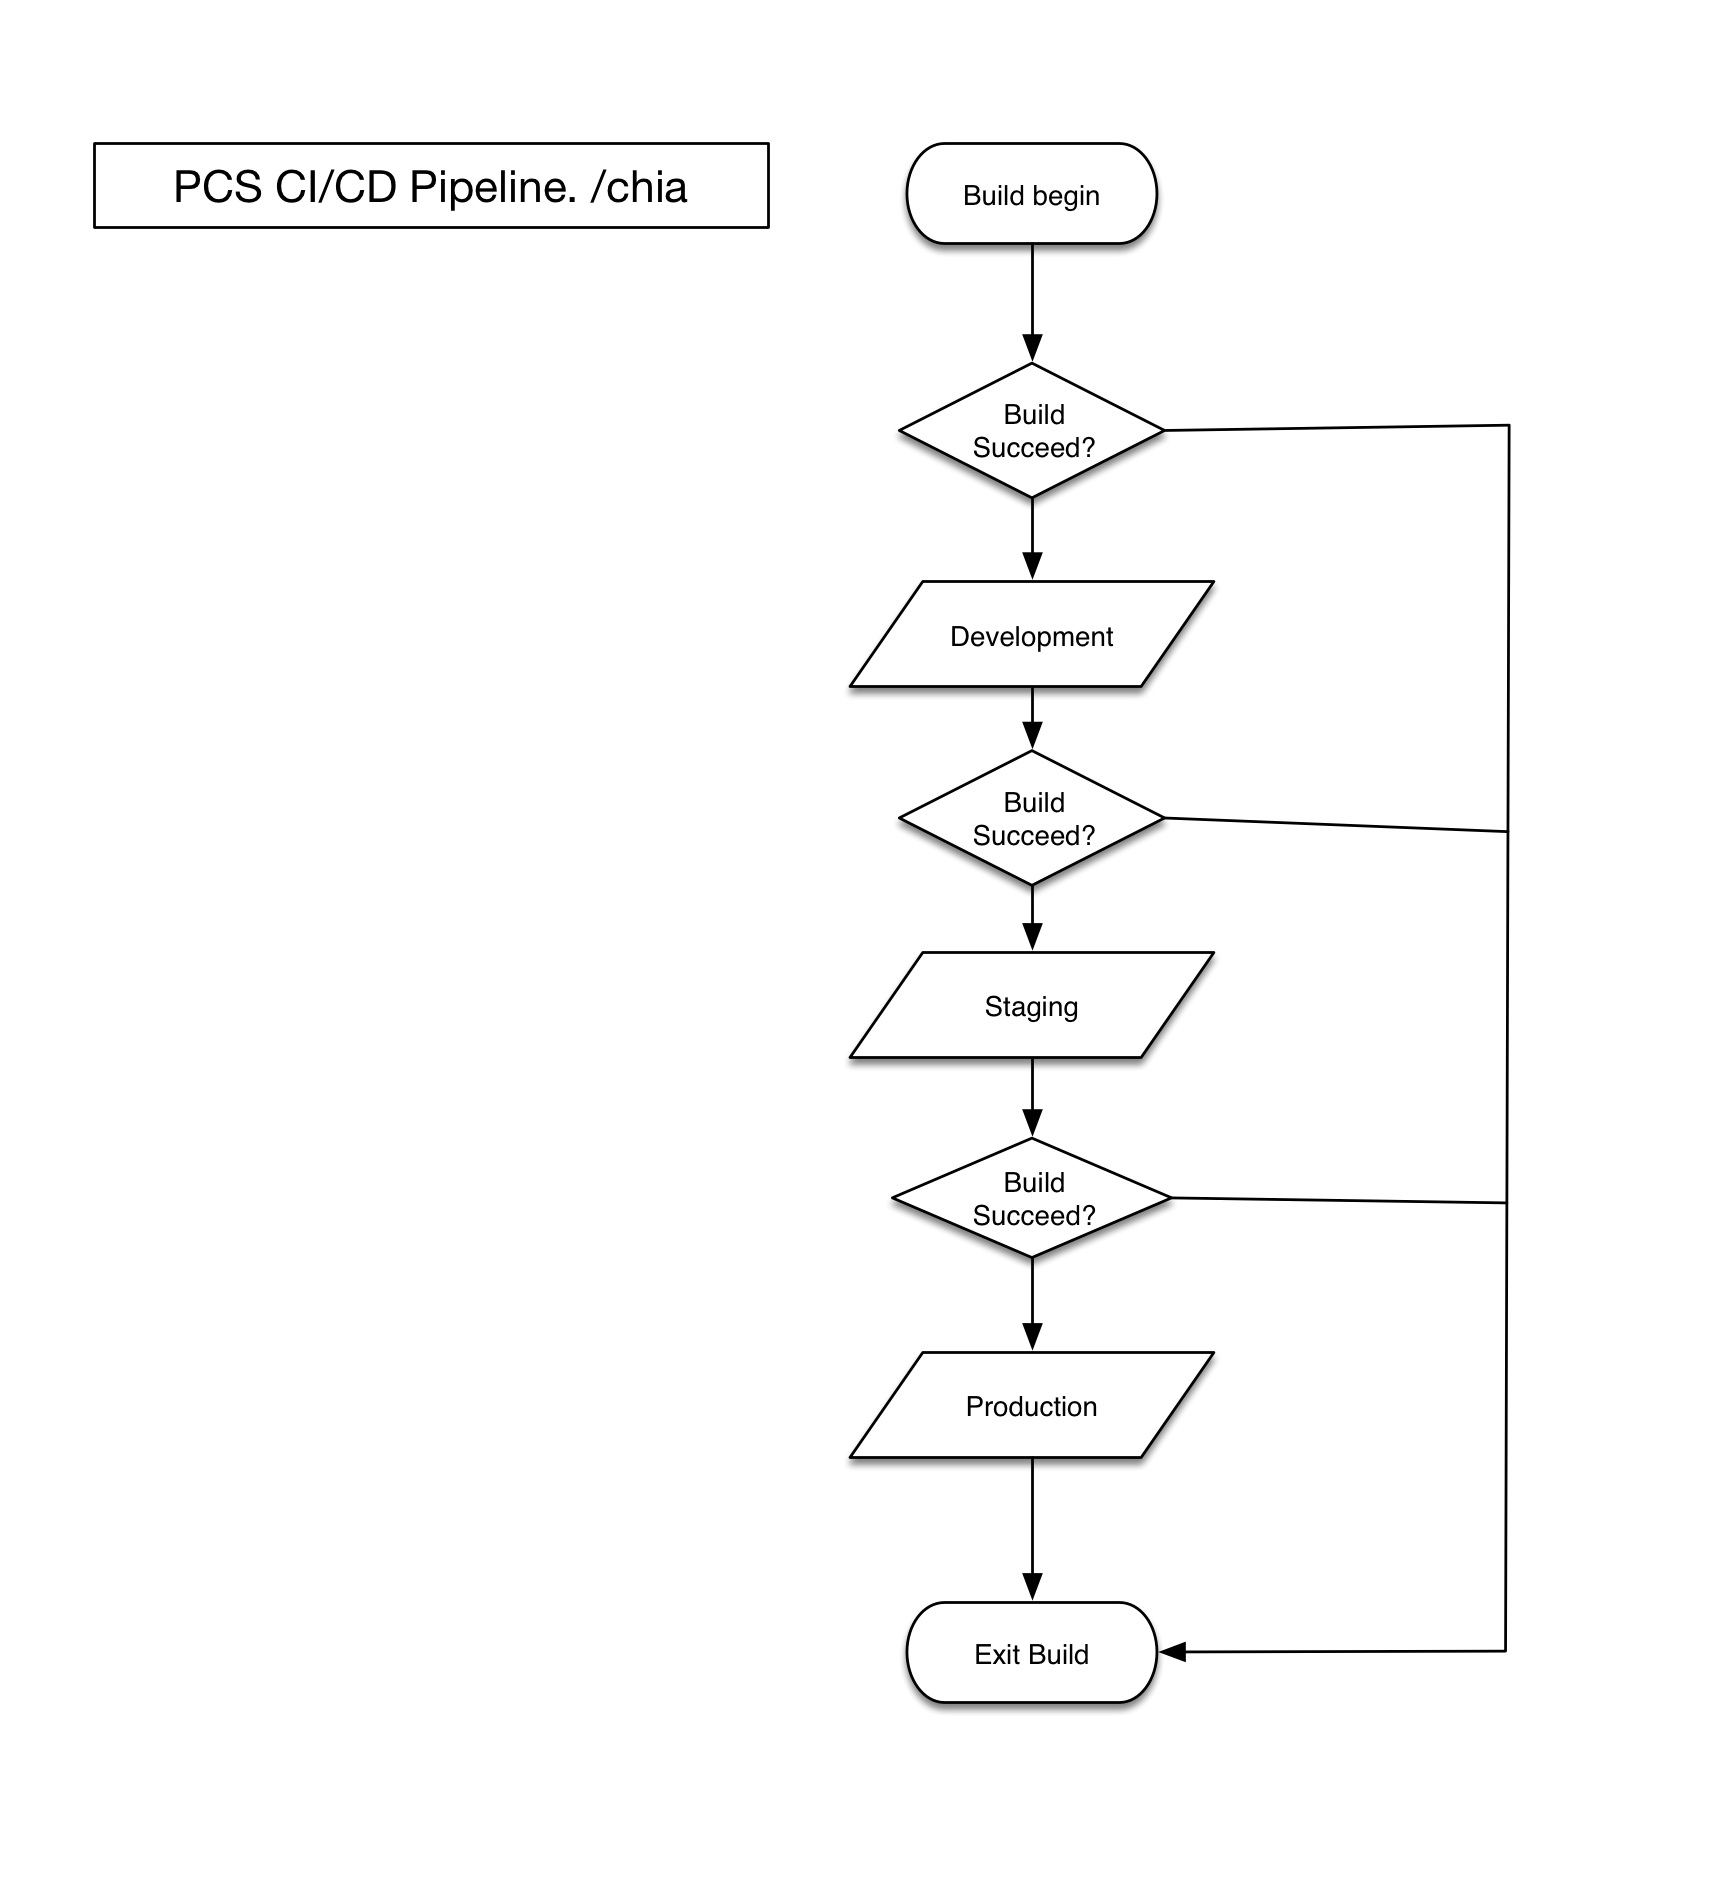 PCS CI/CD Pipeline. /chia
Build begin
Build
Succeed?
Development
Build
Succeed?
Staging
Build
Succeed?
Production
Exit Build